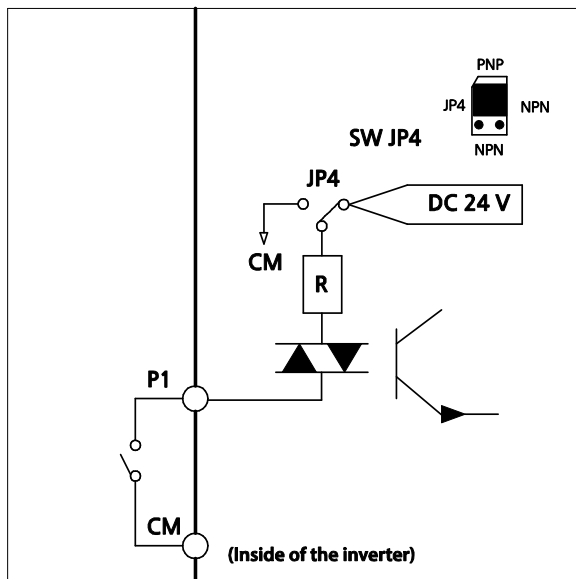 PNP
JP4
NPN
NPN
SW JP4
JP4
DC 24 V
CM
R
P1
CM
(Inside of the inverter)